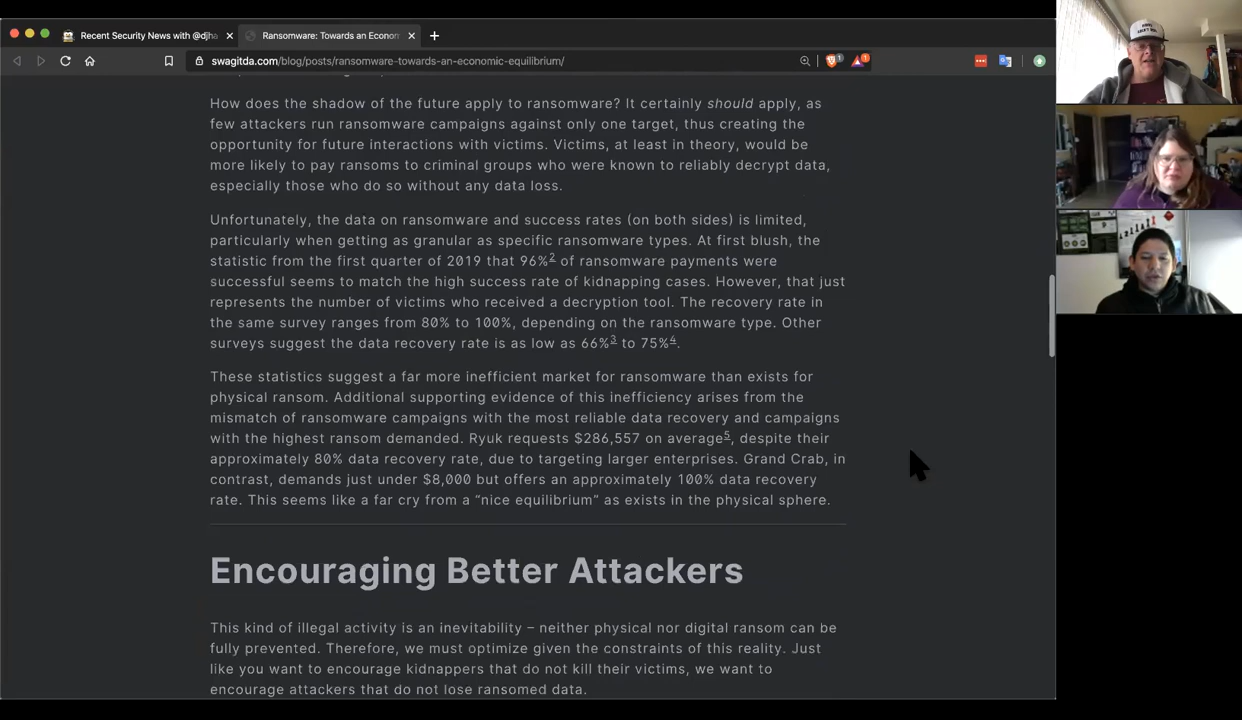 Recent Security News with @djha
Ransomware: Towards an Econor
swagitda.com/blog/posts/ransomware-towards-an-economic-equilibrium/
How does the shadow of the future apply to ransomware? It certainly should apply, as
few attackers run ransomware campaigns against only one target, thus creating the
opportunity for future interactions with victims. Victims, at least in theory, would be
more likely to pay ransoms to criminal groups who were known to reliably decrypt data,
especially those who do so without any data loss.
Unfortunately, the data on ransomware and success rates (on both sides) is limited,
particularly when getting as granular as specific ransomware types. At first blush, the
statistic from the first quarter of 2019 that 96%2 of ransomware payments were
successful seems to match the high success rate of kidnapping cases. However, that just
represents the number of victims who received a decryption tool. The recovery rate in
the same survey ranges from 80% to 100%, depending on the ransomware type. Other
surveys suggest the data recovery rate is as low as 66%3 to 75%4.
These statistics suggest a far more inefficient market for ransomware than exists for
physical ransom. Additional supporting evidence of this inefficiency arises from the
mismatch of ransomware campaigns with the most reliable data recovery and campaigns
with the highest ransom demanded. Ryuk requests $286,557 on average5, despite their
approximately 80% data recovery rate, due to targeting larger enterprises. Grand Crab, in
contrast, demands just under $8,000 but offers an approximately 100% data recovery
rate. This seems like a far cry from a “nice equilibrium” as exists in the physical sphere.
Encouraging Better Attackers
This kind of illegal activity is an inevitability – neither physical nor digital ransom can be
fully prevented. Therefore, we must optimize given the constraints of this reality. Just
like you want to encourage kidnappers that do not kill their victims, we want to
encourage attackers that do not lose ransomed data.